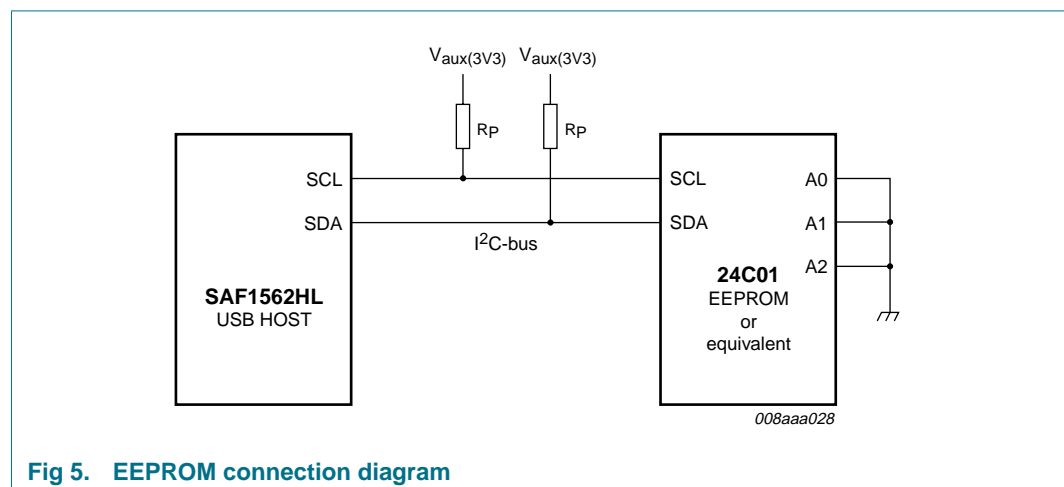 Vaux(3V3) Vaux(3V3)
RP RP
SCL SCL A0
SDA SDA A1
I2C-bus
A2
SAF1562HL
USB HOST
24C01
EEPROM
or
equivalent
008aaa028
Fig 5. EEPROM connection diagram